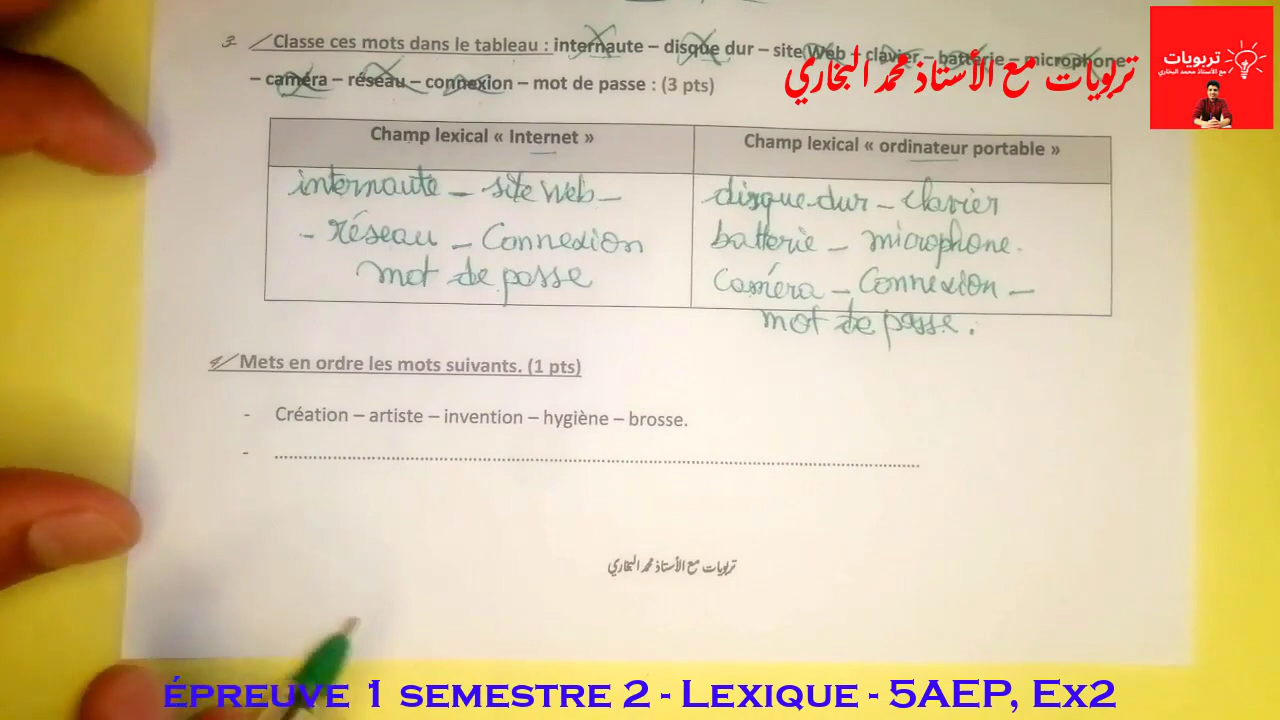 3 / Classe ces mots dans le tableau : internaute – disque dur – site Web – clavier – batterie – microphone
– caméra – réseau – connexion – mot de passe : (3 pts)
تربويات مع الأستاذ محمد البخاري
تربويات
مع الأستاذ محمد البخاري
Champ lexical « Internet »
Champ lexical « ordinateur portable »
internaute – site Web –
– réseau – Connexion
mot de passe
disque dur – clavier
batterie – microphone.
Caméra – Connexion –
mot de passe.
4/ Mets en ordre les mots suivants. (1 pts)
- Création – artiste – invention – hygiène – brosse.
- ........................................................................
تربويات مع الأستاذ محمد البخاري
épreuve 1 semestre 2 - Lexique - 5AEP, Ex2